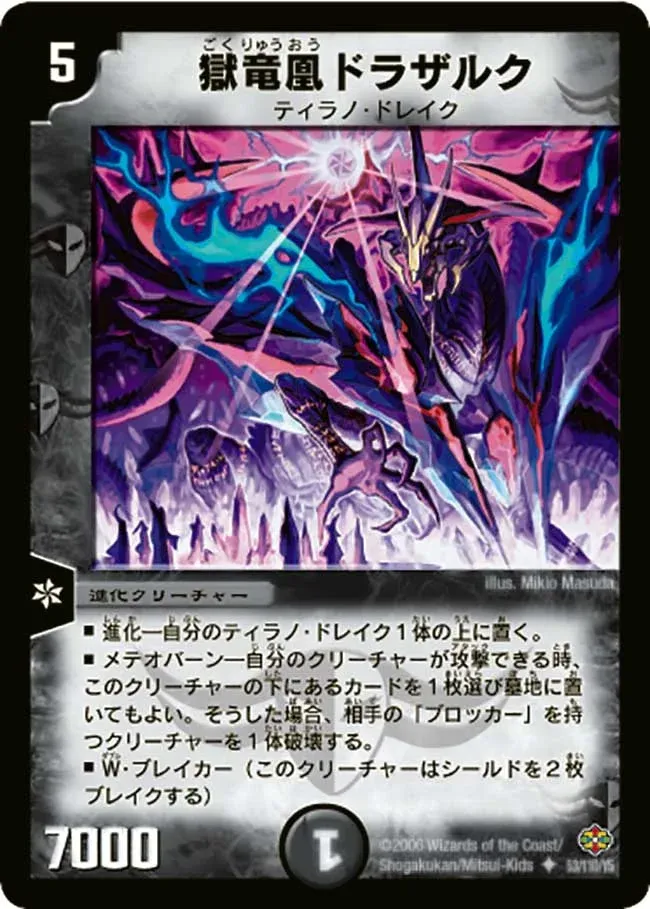 5
ごくりゅうおう
獄竜凰ドラザルク
ティラノ・ドレイク
illus. Mikio Masuda
進化クリーチャー
■ 進化―自分のティラノ・ドレイク1体の上に置く。
■ メテオバーン―自分のクリーチャーが攻撃できる時、
このクリーチャーの下にあるカードを1枚選び墓地に置
いてもよい。そうした場合、相手の「ブロッカー」を持
つクリーチャーを1体破壊する。
■ W・ブレイカー（このクリーチャーはシールドを2枚
ブレイクする）
7000
1
©2006 Wizards of the Coast/
Shogakukan/Mitsui-Kids
53/110/Y5